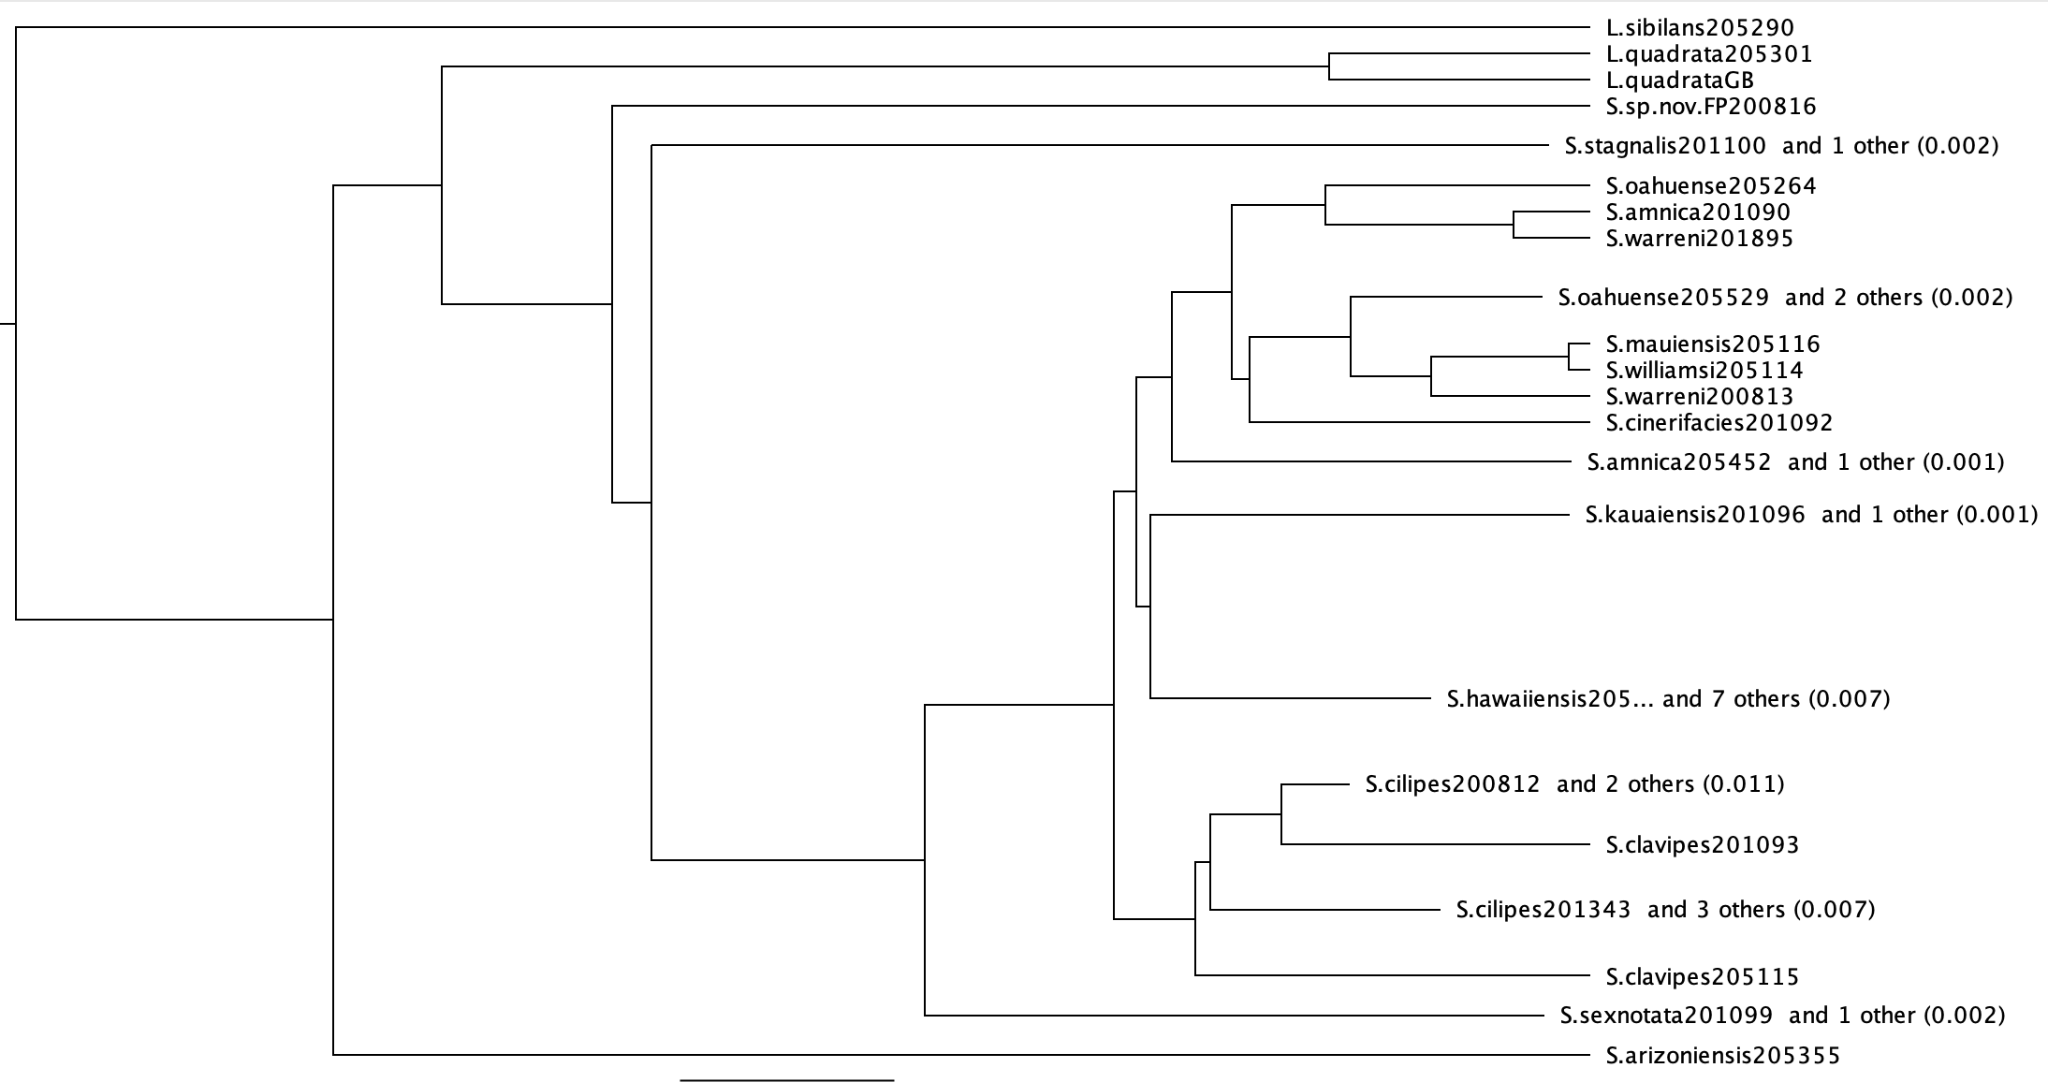 L.sibilans205290
L.quadrata205301
L.quadrataGB
S.sp.nov.FP200816
S.stagnalis201100 and 1 other (0.002)
S.oahuense205264
S.amnica201090
S.warreni201895
S.oahuense205529 and 2 others (0.002)
S.mauiensis205116
S.williamsi205114
S.warreni200813
S.cinerifacies201092
S.amnica205452 and 1 other (0.001)
S.kauaiensis201096 and 1 other (0.001)
S.hawaiiensis205... and 7 others (0.007)
S.cilipes200812 and 2 others (0.011)
S.clavipes201093
S.cilipes201343 and 3 others (0.007)
S.clavipes205115
S.sexnotata201099 and 1 other (0.002)
S.arizoniensis205355